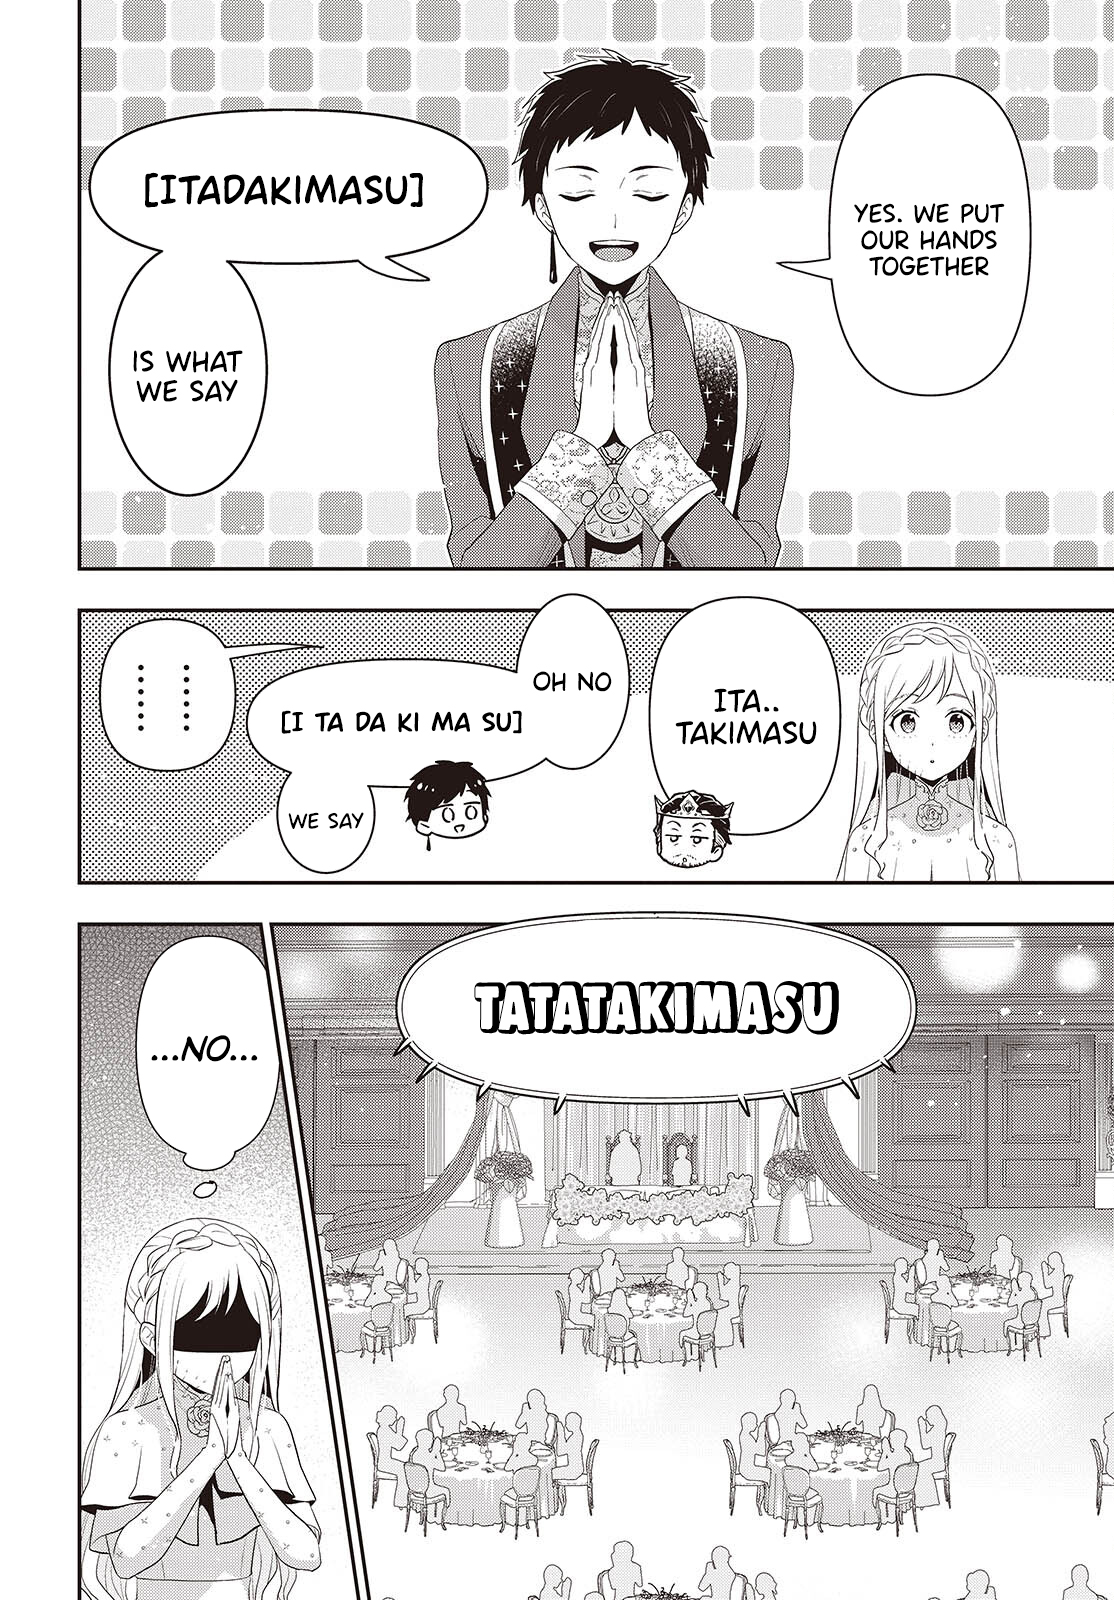 YES. WE PUT
OUR HANDS
TOGETHER
[ITADAKIMASU]
IS WHAT
WE SAY
ITA..
TAKIMASU
OH NO
[I TA DA KI MA SU]
WE SAY
......
......
TATATAKIMASU
...NO...